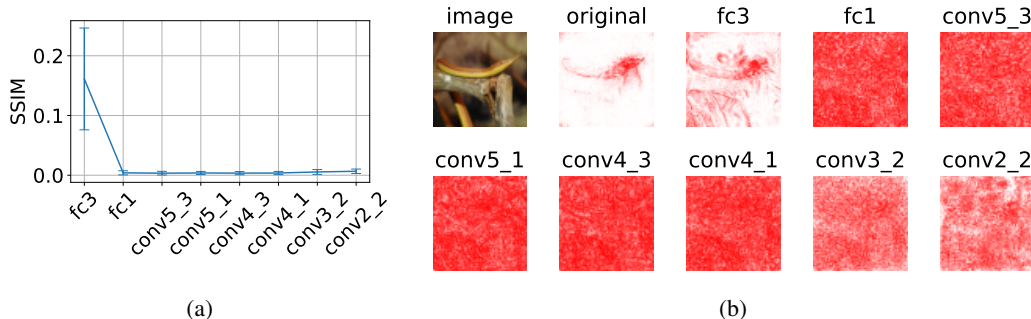 SSIM
0.2
0.1
0.0
fc3 fc1 conv5_3 conv5_1 conv4_3 conv4_1 conv3_2 conv2_2
(a)
image original fc3 fc1 conv5_3
conv5_1 conv4_3 conv4_1 conv3_2 conv2_2
(b)